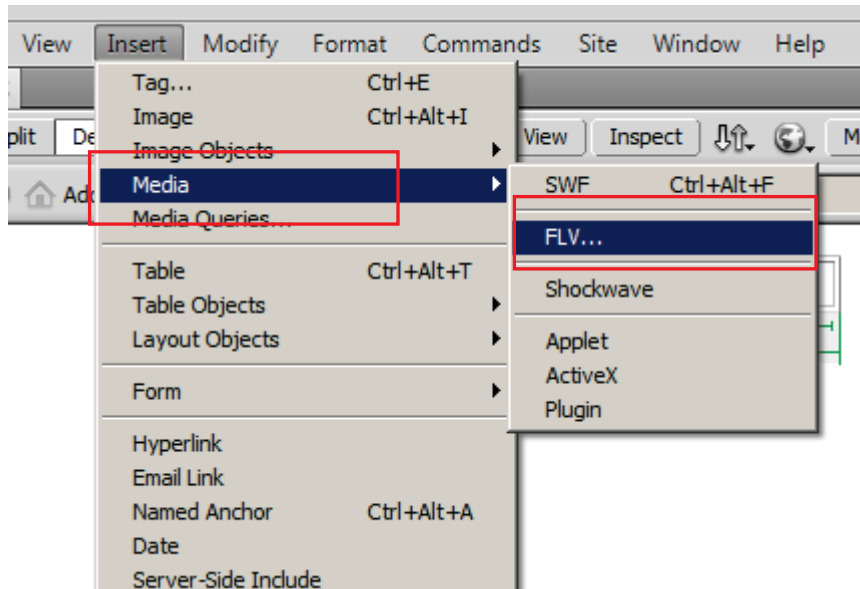 View Insert Modify Format Commands Site Window Help
Tag... Ctrl+E
Image Ctrl+Alt+I
Image Objects
Media
Media Queries...
Table Ctrl+Alt+T
Table Objects
Layout Objects
Form
Hyperlink
Email Link
Named Anchor Ctrl+Alt+A
Date
Server-Side Include
plit De
View Inspect M
Add
SWF Ctrl+Alt+F
FLV...
Shockwave
Applet
ActiveX
Plugin